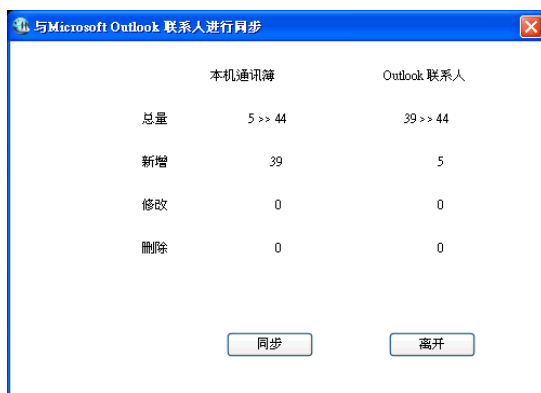 与Microsoft Outlook 联系人进行同步
本机通讯簿 Outlook 联系人
总量 5 >> 44 39 >> 44
新增 39 5
修改 0 0
删除 0 0
同步 离开